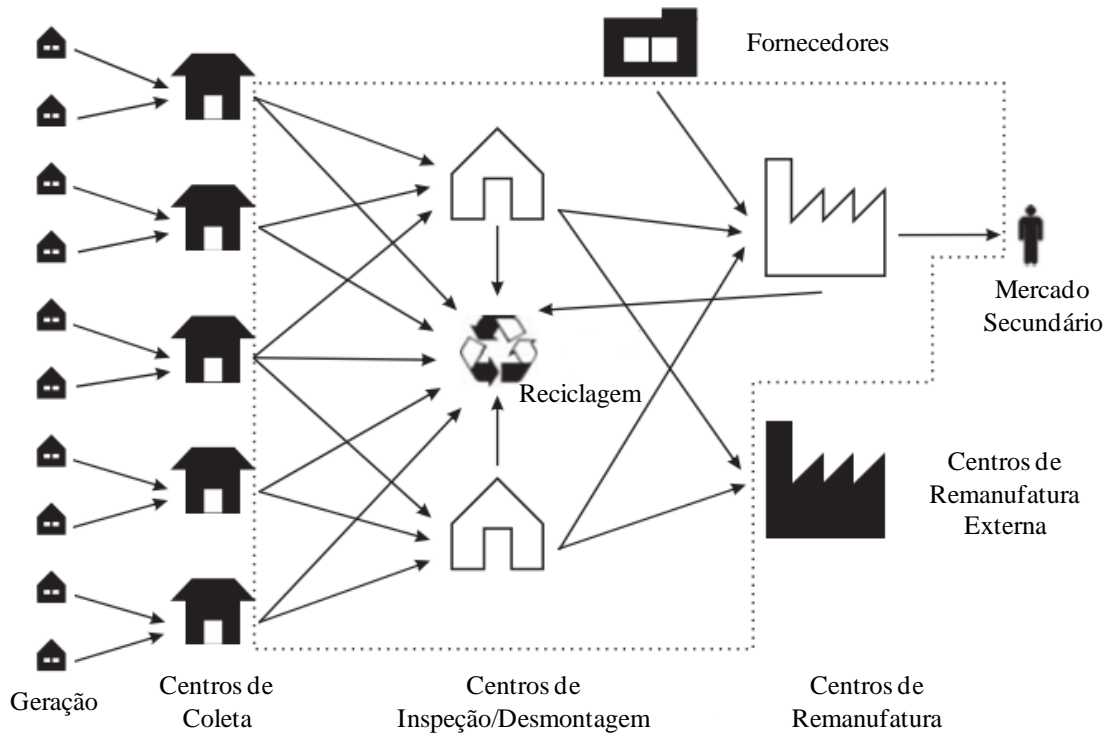 Fornecedores
Mercado
Secundário
Reciclagem
Centros de
Remanufatura
Externa
Geração
Centros de
Coleta
Centros de
Inspeção/Desmontagem
Centros de
Remanufatura